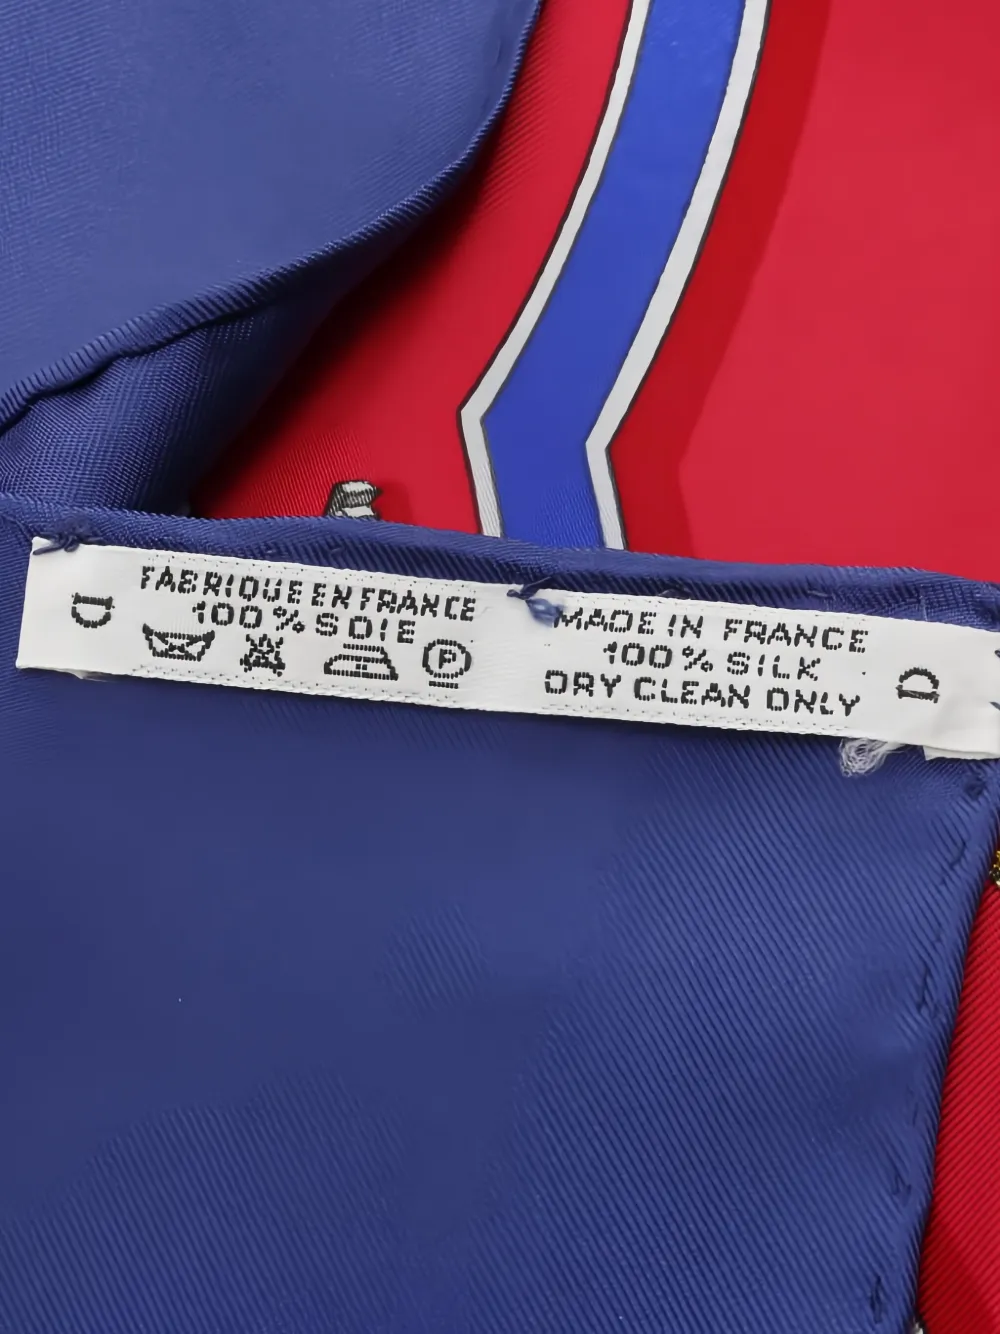 D
FABRIQUE EN FRANCE
100% SOIE
P
MADE IN FRANCE
100% SILK
DRY CLEAN ONLY
D